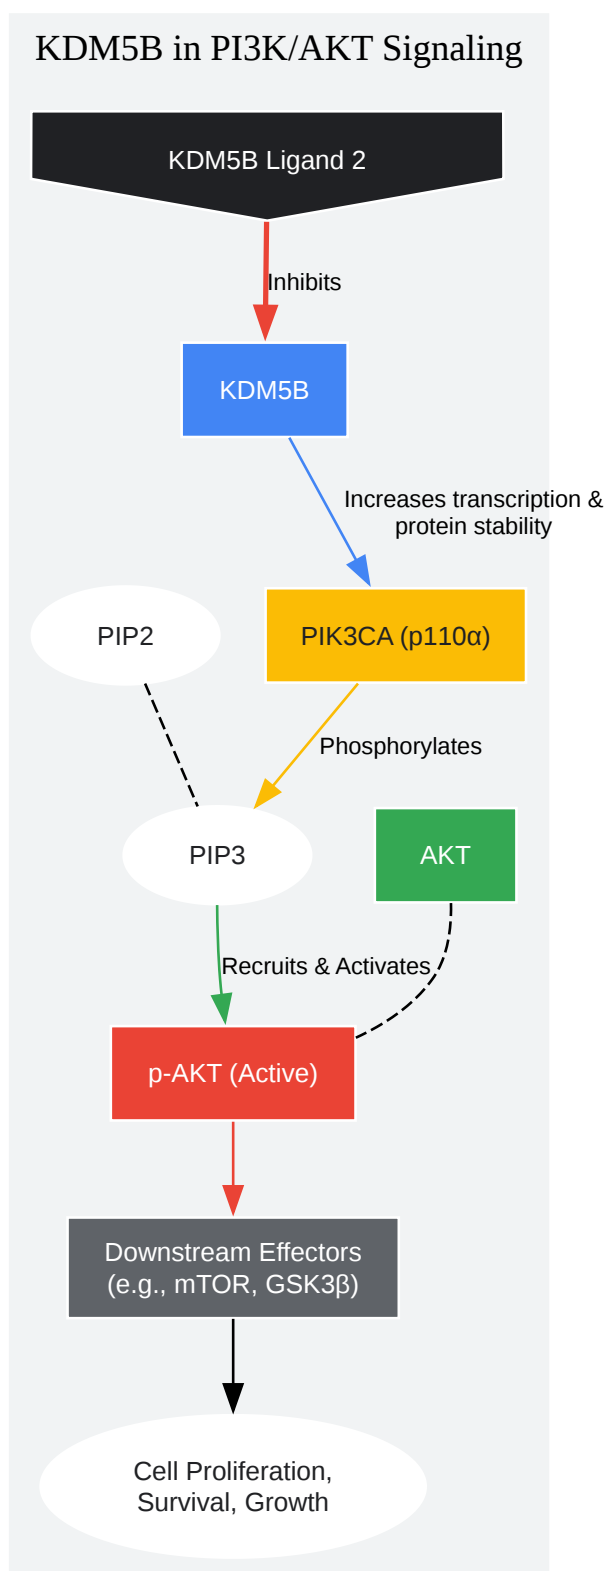 KDM5B in PI3K/AKT Signaling
KDM5B Ligand 2
Inhibits
KDM5B
Increases transcription &
protein stability
PIP2
PIK3CA (p110α)
Phosphorylates
PIP3
AKT
Recruits & Activates
p-AKT (Active)
Downstream Effectors
(e.g., mTOR, GSK3β)
Cell Proliferation,
Survival, Growth